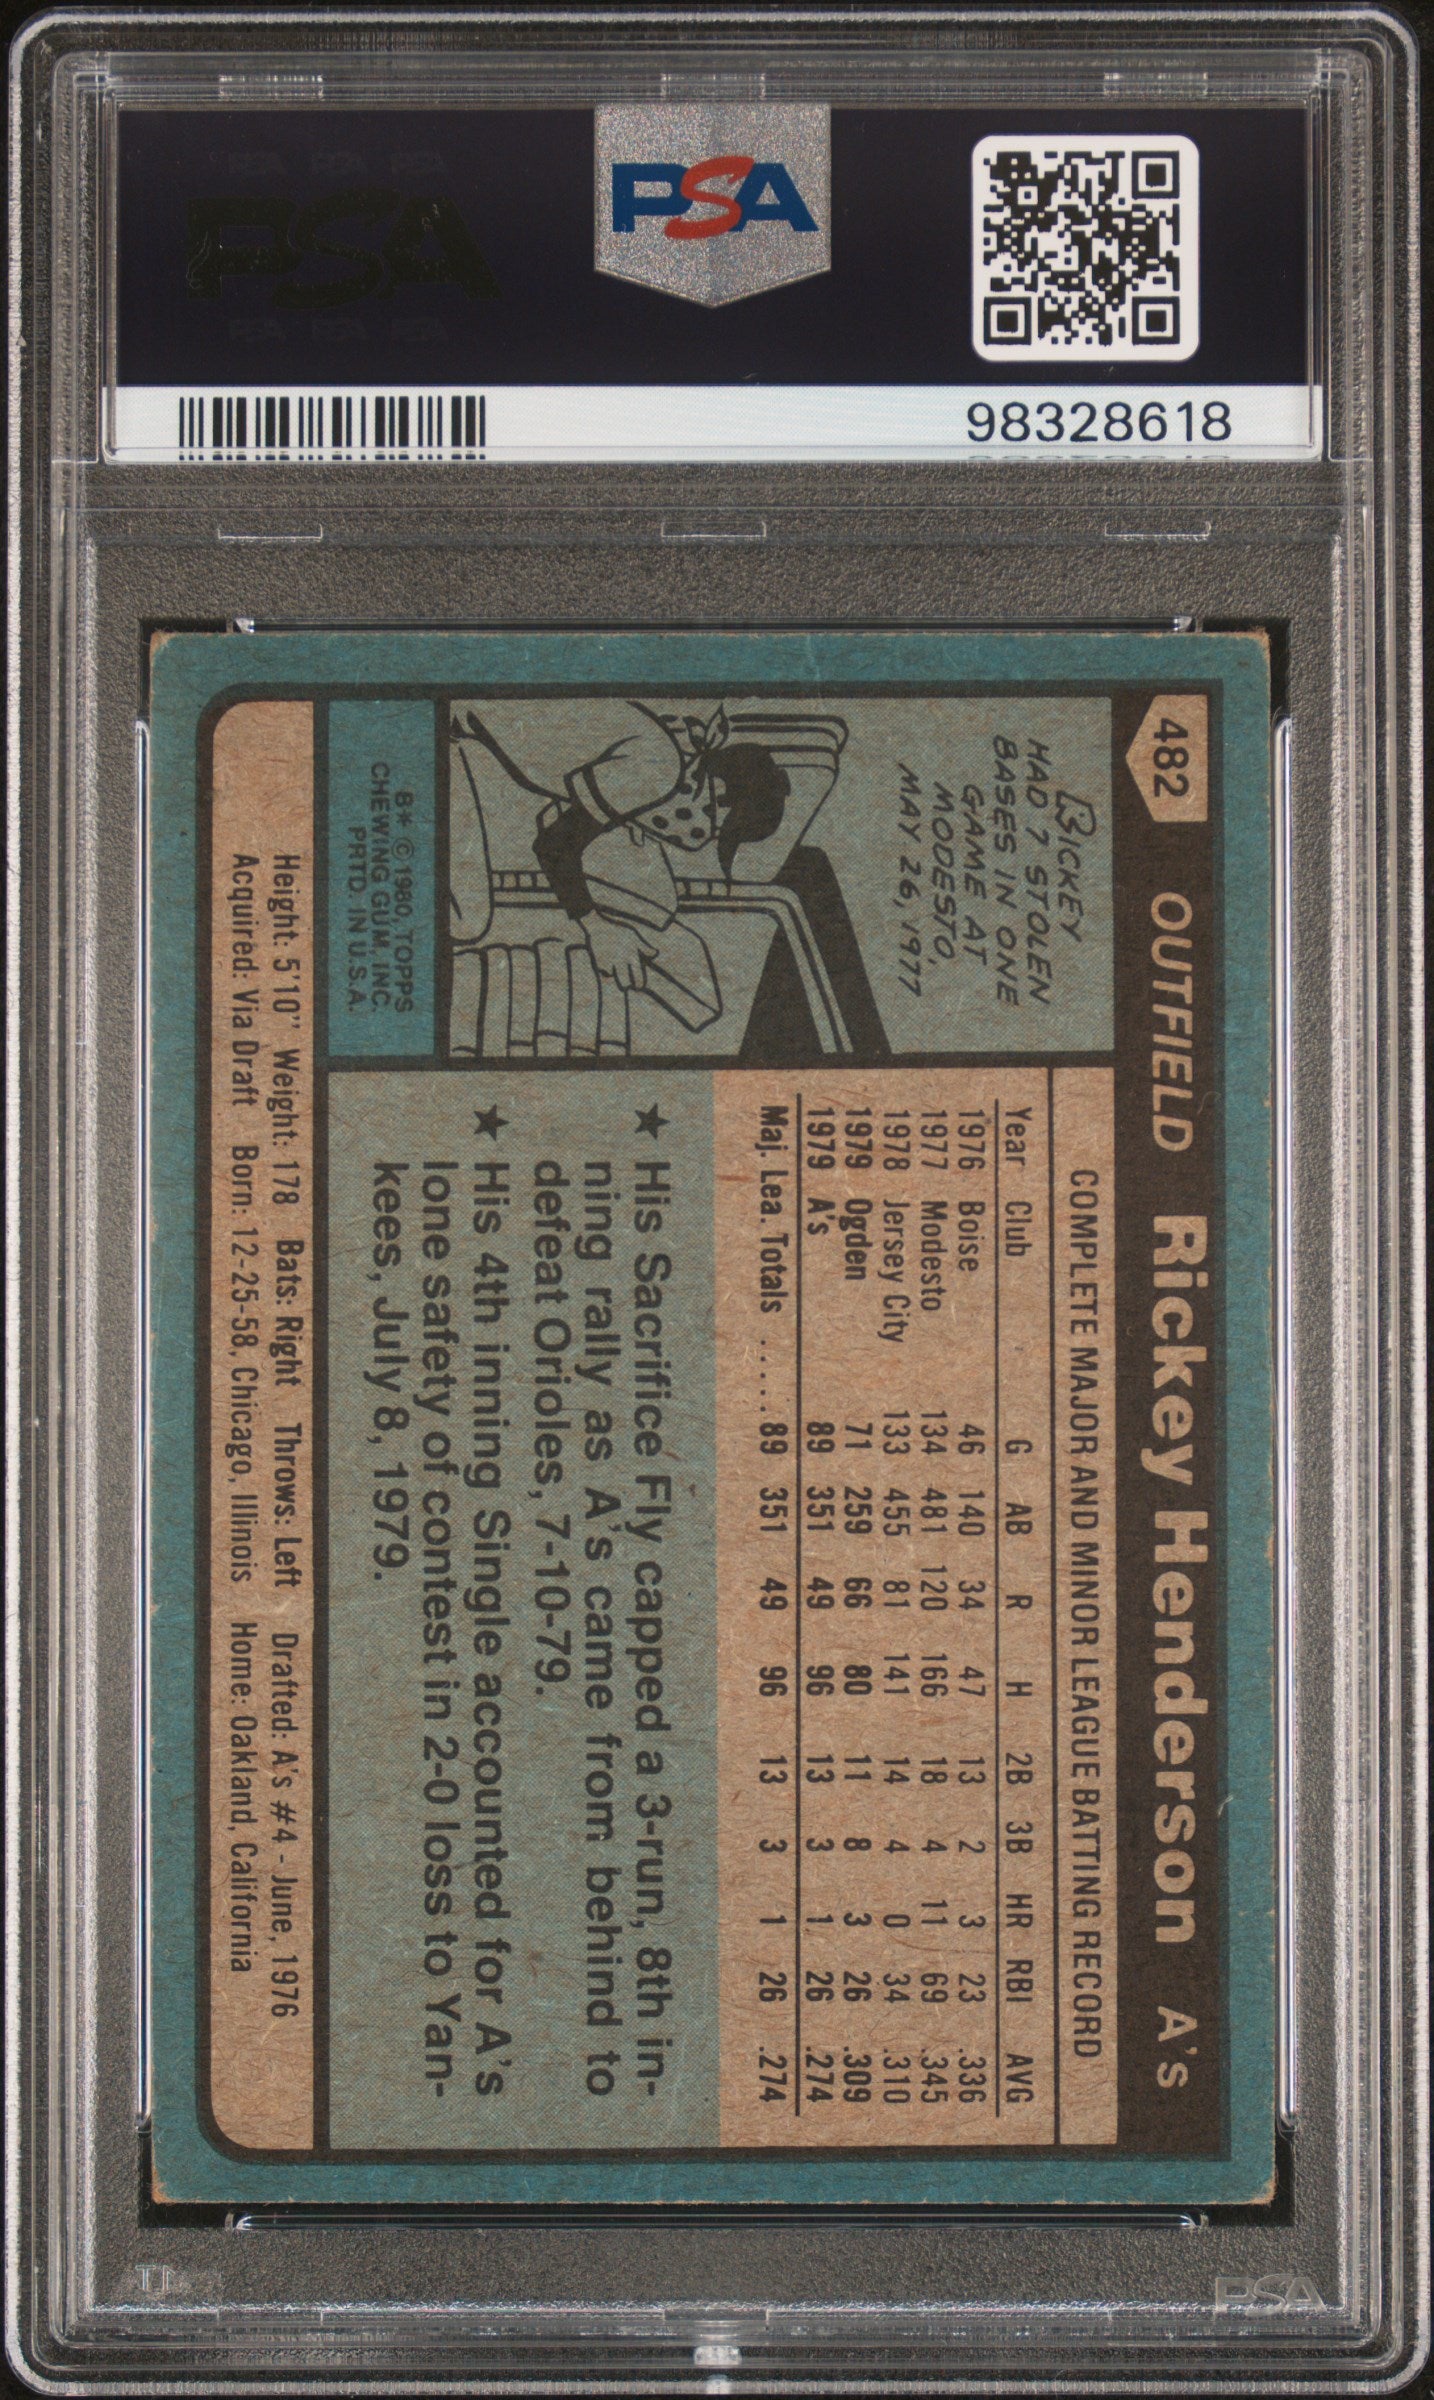 PSA
98328618
482 OUTFIELD Rickey Henderson A's
RICKEY
HAD 7 STOLEN
BASES IN ONE
GAME AT
MODESTO,
MAY 26, 1977
8* © 1980, TOPPS
CHEWING GUM, INC.
PRTD. IN U.S.A.
COMPLETE MAJOR AND MINOR LEAGUE BATTING RECORD
Year Club G AB R H 2B 3B HR RBI AVG
1976 Boise 46 140 34 47 13 2 3 23 .336
1977 Modesto 134 481 120 166 18 4 11 69 .345
1978 Jersey City 133 455 81 141 14 4 0 34 .310
1979 Ogden 71 259 66 80 11 8 3 26 .309
1979 A's 89 351 49 96 13 3 1 26 .274
Maj. Lea. Totals ..... 89 351 49 96 13 3 1 26 .274
★ His Sacrifice Fly capped a 3-run, 8th in-
ning rally as A's came from behind to
defeat Orioles, 7-10-79.
★ His 4th inning Single accounted for A's
lone safety of contest in 2-0 loss to Yan-
kees, July 8, 1979.
Height: 5'10" Weight: 178 Bats: Right Throws: Left Drafted: A's #4 - June, 1976
Acquired: Via Draft Born: 12-25-58, Chicago, Illinois Home: Oakland, California
PSA